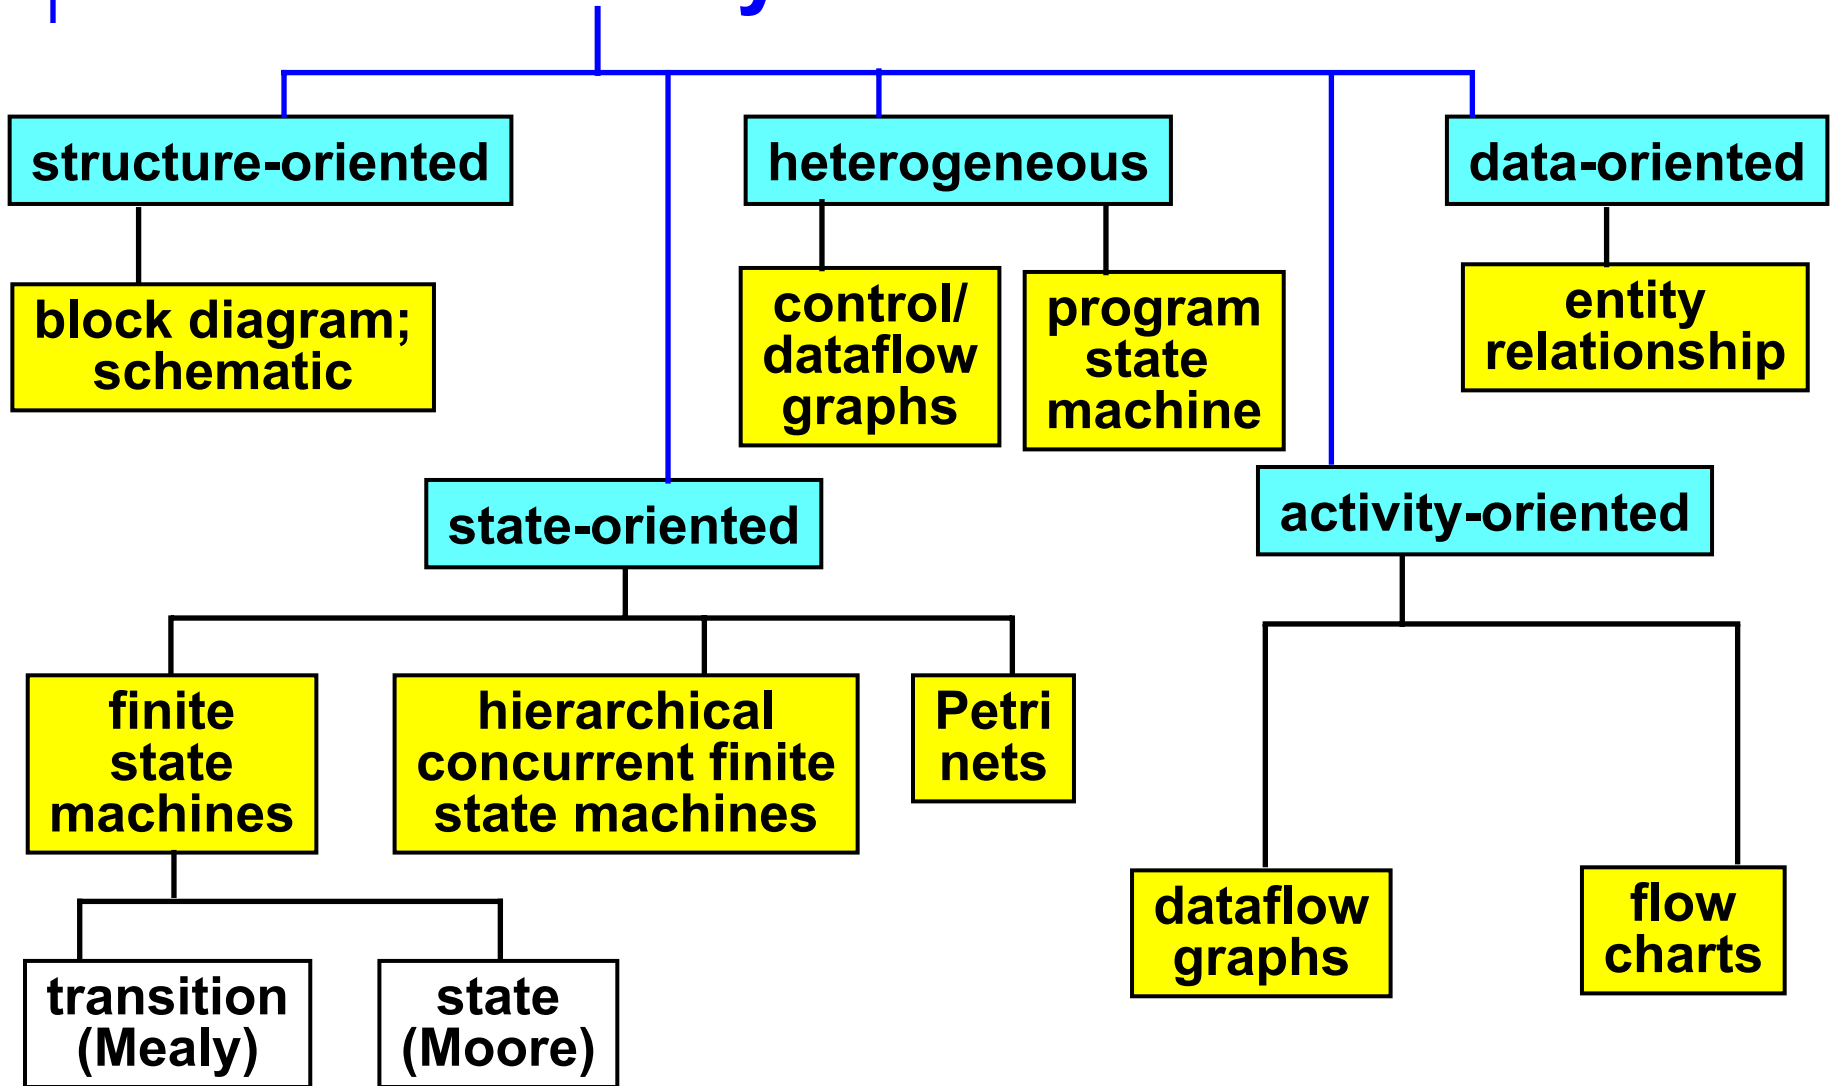 structure-oriented
heterogeneous
data-oriented
block diagram;
schematic
control/
dataflow
graphs
program
state
machine
entity
relationship
state-oriented
activity-oriented
finite
state
machines
hierarchical
concurrent finite
state machines
Petri
nets
dataflow
graphs
flow
charts
transition
(Mealy)
state
(Moore)